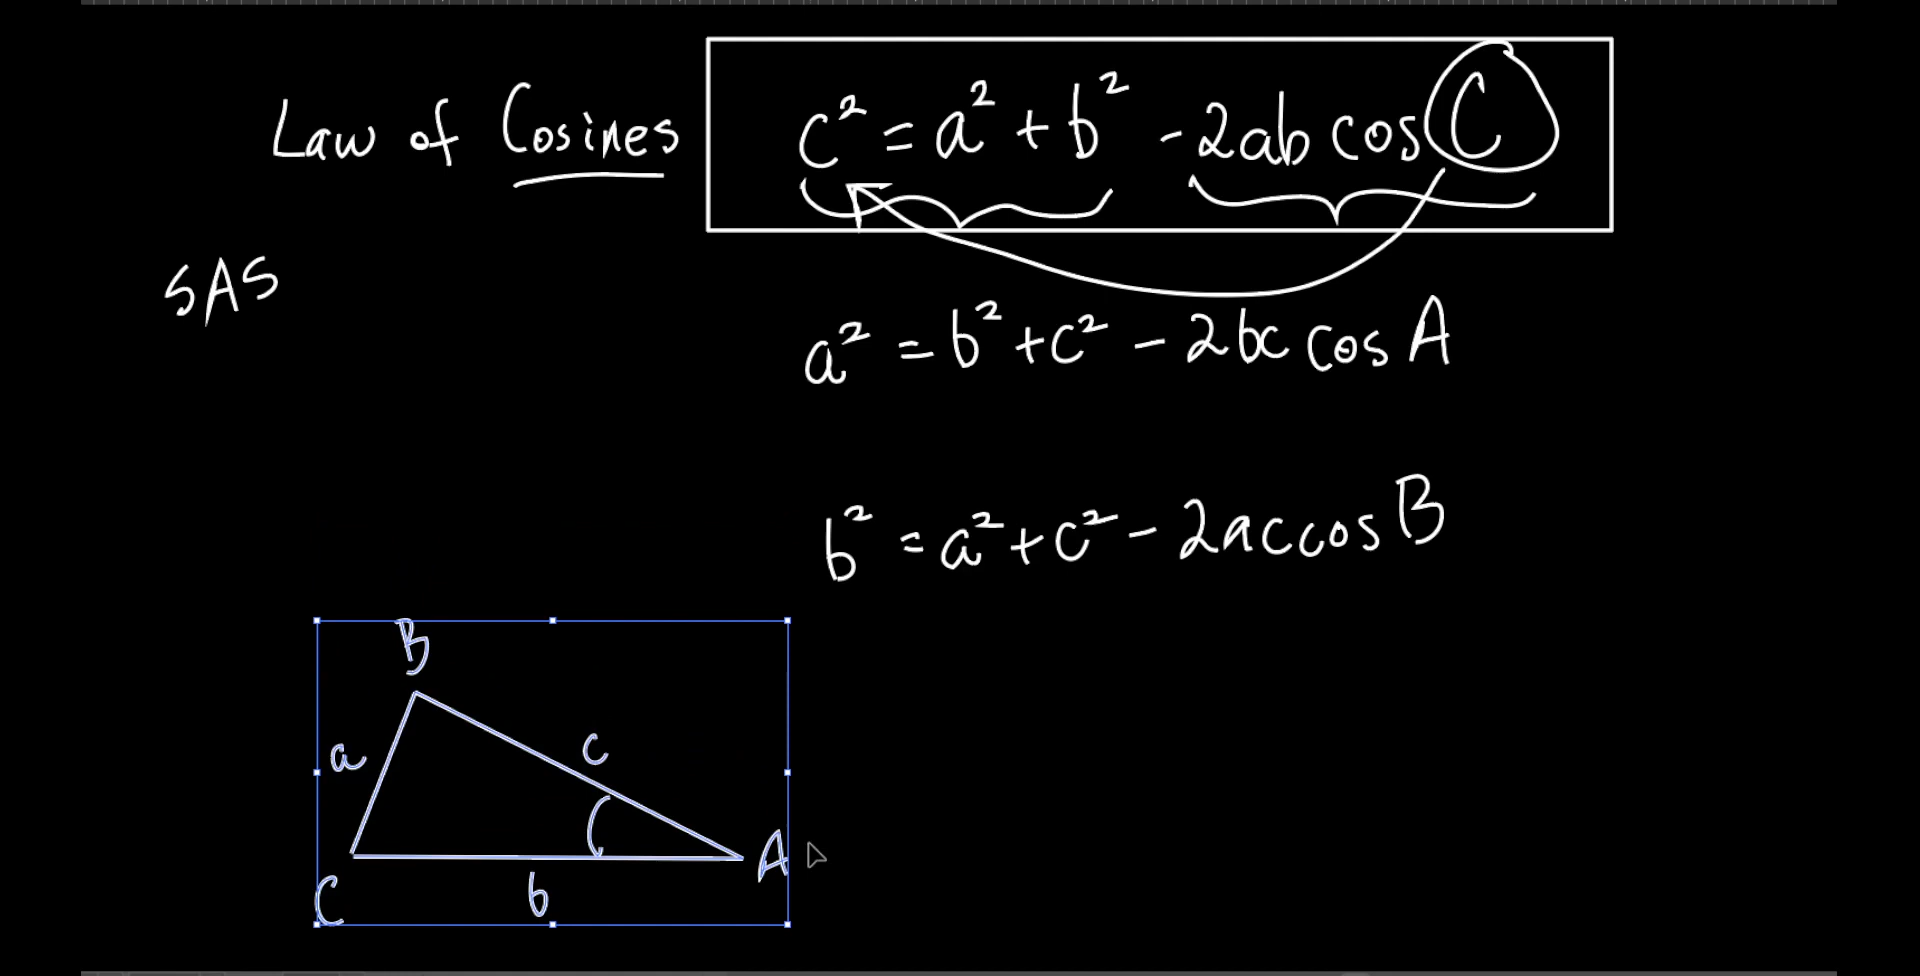 Law of Cosines
c² = a² + b² - 2ab cos C
SAS
a² = b² + c² - 2bc cos A
b² = a² + c² - 2ac cos B
B
a
c
A
C
b